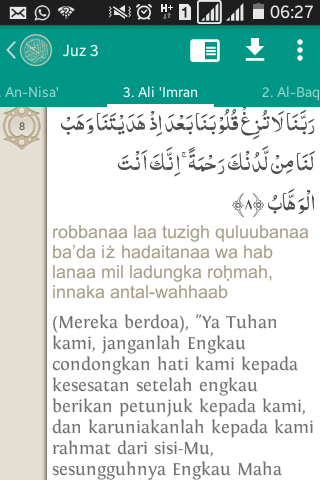 H+ 1 06:27
Juz 3
An-Nisa' 3. Ali 'Imran 2. Al-Baq
8
رَبَّنَا لَا تُزِغْ قُلُوْبَنَا بَعْدَ اِذْ هَدَيْتَنَا وَهَبْ
لَنَا مِنْ لَّدُنْكَ رَحْمَةً ۚ اِنَّكَ اَنْتَ
الْوَهَّابُ ﴿٨﴾
robbanaa laa tuzigh quluubanaa
ba'da iż hadaitanaa wa hab
lanaa mil ladungka roḥmah,
innaka antal-wahhaab
(Mereka berdoa), "Ya Tuhan
kami, janganlah Engkau
condongkan hati kami kepada
kesesatan setelah engkau
berikan petunjuk kepada kami,
dan karuniakanlah kepada kami
rahmat dari sisi-Mu,
sesungguhnya Engkau Maha